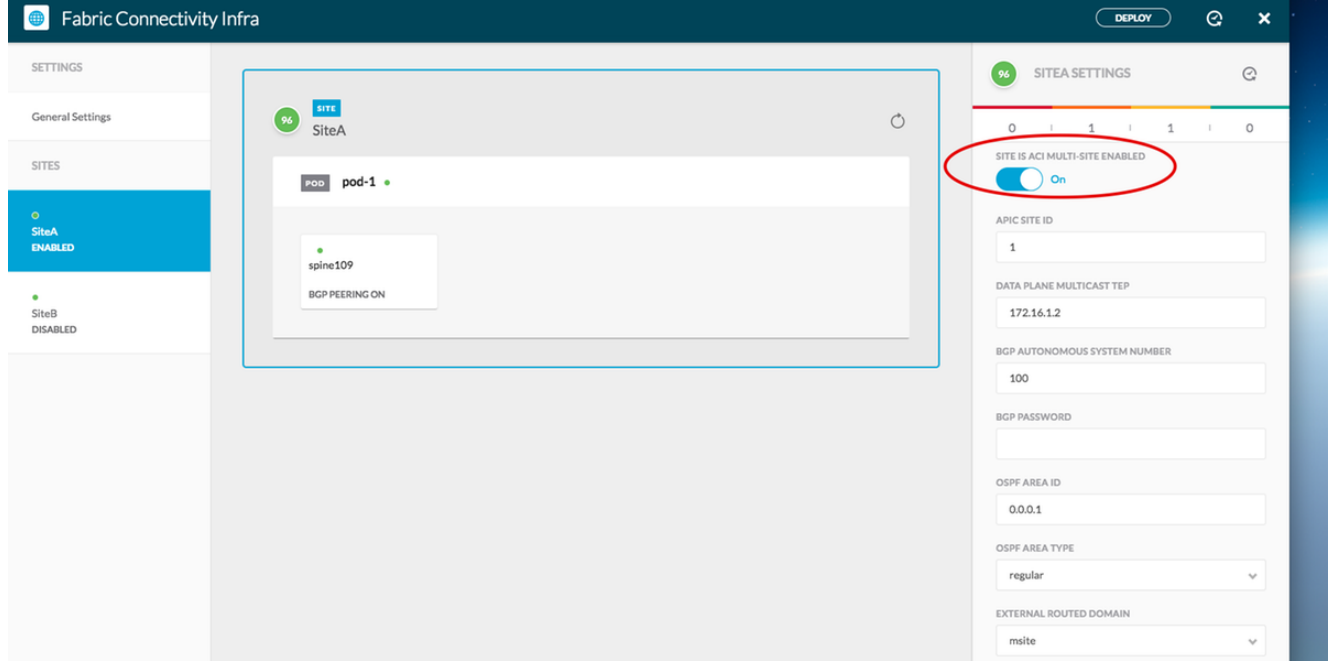 Fabric Connectivity Infra
DEPLOY
SETTINGS
General Settings
SITES
SiteA
ENABLED
SiteB
DISABLED
96
SITE
SiteA
POD pod-1
spine109
BGP PEERING ON
96 SITEA SETTINGS
0 1 1 0
SITE IS ACI MULTI-SITE ENABLED
On
APIC SITE ID
1
DATA PLANE MULTICAST TEP
172.16.1.2
BGP AUTONOMOUS SYSTEM NUMBER
100
BGP PASSWORD
OSPF AREA ID
0.0.0.1
OSPF AREA TYPE
regular
EXTERNAL ROUTED DOMAIN
msite